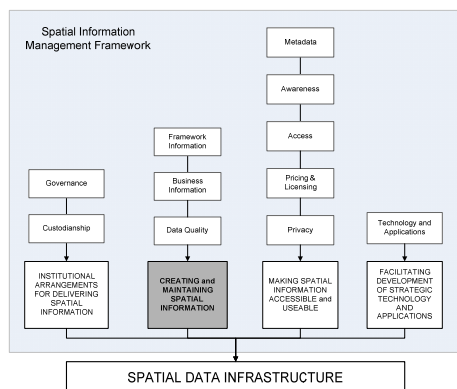 Spatial Information
Management Framework
Metadata
Awareness
Access
Pricing &
Licensing
Privacy
Framework
Information
Business
Information
Data Quality
Governance
Custodianship
Technology and
Applications
INSTITUTIONAL
ARRANGEMENTS
FOR DELIVERING
SPATIAL
INFORMATION
CREATING and
MAINTAINING
SPATIAL
INFORMATION
MAKING SPATIAL
INFORMATION
ACCESSIBLE and
USEABLE
FACILITATING
DEVELOPMENT
OF STRATEGIC
TECHNOLOGY
AND
APPLICATIONS
SPATIAL DATA INFRASTRUCTURE